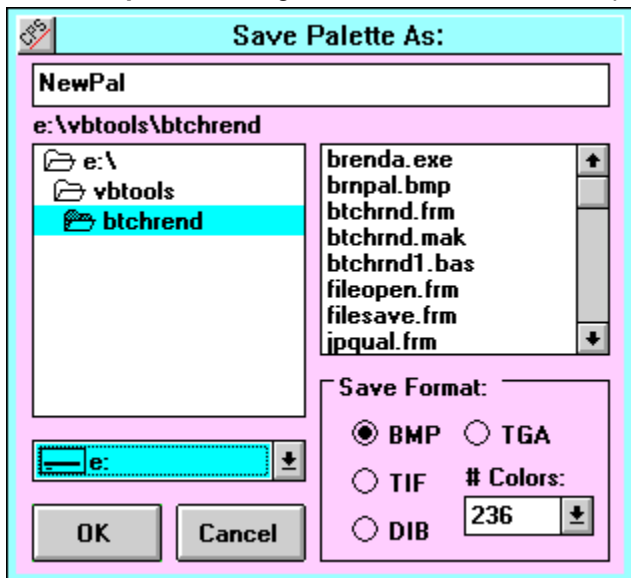 CPS
Save Palette As:
NewPal
e:\vbtools\btchrend
e:\
vbtools
btchrend
brenda.exe
brnpal.bmp
btchrnd.frm
btchrnd.mak
btchrnd1.bas
fileopen.frm
filesave.frm
jpqual.frm
e:
Save Format:
BMP TGA
TIF # Colors:
236
DIB
OK Cancel